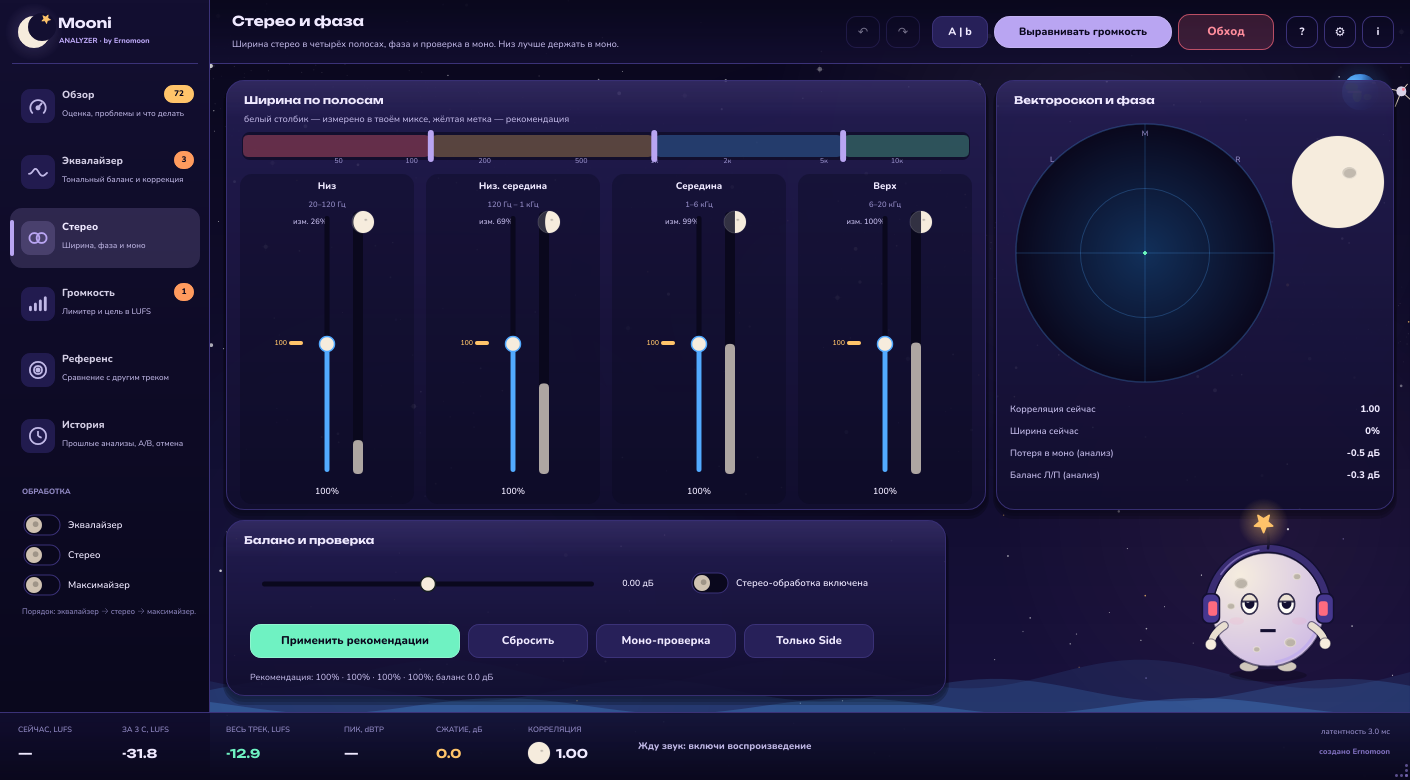 Mooni
ANALYZER · by Ernomoon
Стерео и фаза
Ширина стерео в четырёх полосах, фаза и проверка в моно. Низ лучше держать в моно.
A | b
Выравнивать громкость
Обход
?
i
Обзор
72
Оценка, проблемы и что делать
Эквалайзер
3
Тональный баланс и коррекция
Стерео
Ширина, фаза и моно
Громкость
1
Лимитер и цель в LUFS
Референс
Сравнение с другим треком
История
Прошлые анализы, A/B, отмена
ОБРАБОТКА
Эквалайзер
Стерео
Максимайзер
Порядок: эквалайзер → стерео → максимайзер.
Ширина по полосам
белый столбик — измерено в твоём миксе, жёлтая метка — рекомендация
50 100 200 500 1к 2к 5к 10к
Низ
20–120 Гц
изм. 26%
100
100%
Низ. середина
120 Гц – 1 кГц
изм. 69%
100
100%
Середина
1–6 кГц
изм. 99%
100
100%
Верх
6–20 кГц
изм. 100%
100
100%
Вектороскоп и фаза
M
L R
Корреляция сейчас 1.00
Ширина сейчас 0%
Потеря в моно (анализ) -0.5 дБ
Баланс Л/П (анализ) -0.3 дБ
Баланс и проверка
0.00 дБ
Стерео-обработка включена
Применить рекомендации
Сбросить
Моно-проверка
Только Side
Рекомендация: 100% · 100% · 100% · 100%; баланс 0.0 дБ
СЕЙЧАС, LUFS
—
ЗА 3 С, LUFS
-31.8
ВЕСЬ ТРЕК, LUFS
-12.9
ПИК, dBTP
—
СЖАТИЕ, дБ
0.0
КОРРЕЛЯЦИЯ
1.00
Жду звук: включи воспроизведение
латентность 3.0 мс
создано Ernomoon